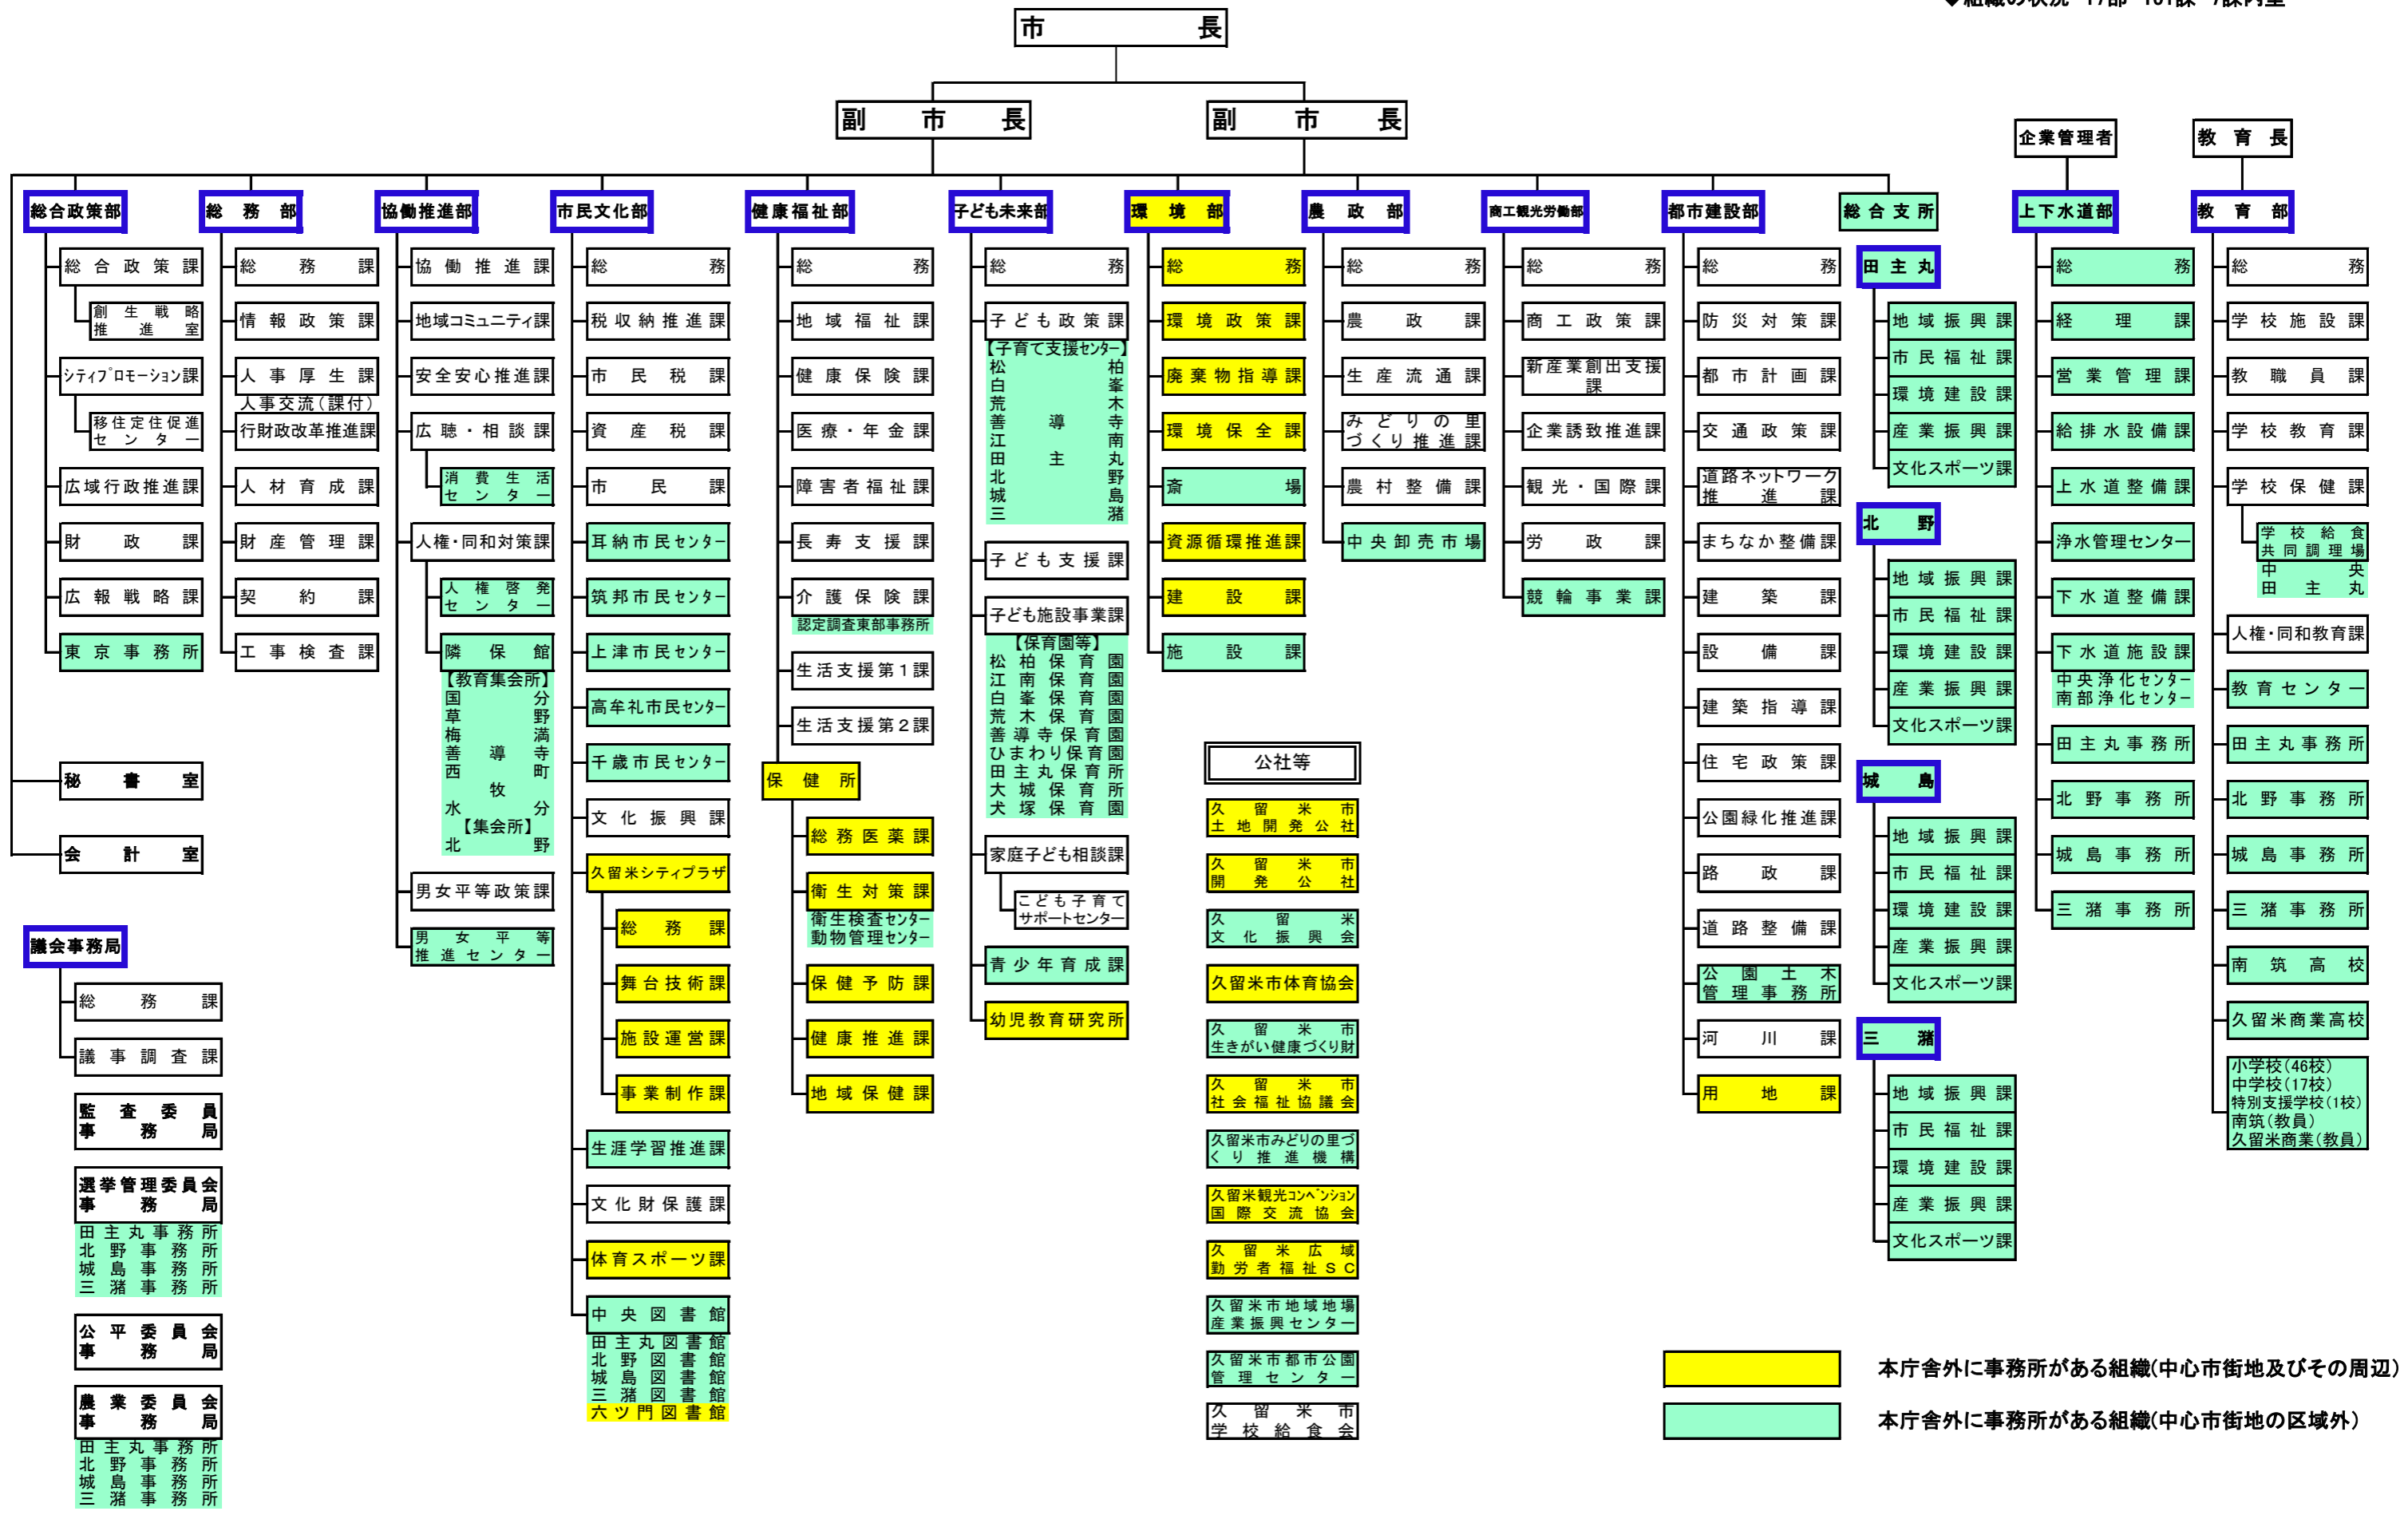 市長
副市長
副市長
企業管理者
教育長
総合政策部
総合政策課
創生戦略
推進室
シティプロモーション課
移住定住促進
センター
広域行政推進課
財政課
広報戦略課
東京事務所
秘書室
会計室
議会事務局
総務課
議事調査課
監査委員
事務局
選挙管理委員会
事務局
田主丸事務所
北野事務所
城島事務所
三潴事務所
公平委員会
事務局
農業委員会
事務局
田主丸事務所
北野事務所
城島事務所
三潴事務所
総務部
総務課
情報政策課
人事厚生課
人事交流(課付)
行財政改革推進課
人材育成課
財産管理課
契約課
工事検査課
協働推進部
協働推進課
地域コミュニティ課
安全安心推進課
広聴・相談課
消費生活
センター
人権・同和対策課
人権啓発
センター
隣保館
【教育集会所】
国分
草野
梅満
善導寺
西町
牧
水分
【集会所】
北野
男女平等政策課
男女平等
推進センター
市民文化部
総務
税収納推進課
市民税課
資産税課
市民課
耳納市民センター
筑邦市民センター
上津市民センター
高牟礼市民センター
千歳市民センター
文化振興課
久留米シティプラザ
総務課
舞台技術課
施設運営課
事業制作課
生涯学習推進課
文化財保護課
体育スポーツ課
中央図書館
田主丸図書館
北野図書館
城島図書館
三潴図書館
六ツ門図書館
健康福祉部
総務
地域福祉課
健康保険課
医療・年金課
障害者福祉課
長寿支援課
介護保険課
認定調査東部事務所
生活支援第1課
生活支援第2課
保健所
総務医薬課
衛生対策課
衛生検査センター
動物管理センター
保健予防課
健康推進課
地域保健課
子ども未来部
総務
子ども政策課
【子育て支援センター】
松柏
白峯
荒木
善導寺
江南
田主丸
北野
城島
三潴
子ども支援課
子ども施設事業課
【保育園等】
松柏保育園
江南保育園
白峯保育園
荒木保育園
善導寺保育園
ひまわり保育園
田主丸保育所
大城保育所
犬塚保育園
家庭子ども相談課
こども子育て
サポートセンター
青少年育成課
幼児教育研究所
環境部
総務
環境政策課
廃棄物指導課
環境保全課
斎場
資源循環推進課
建設課
施設課
公社等
久留米市
土地開発公社
久留米市
開発公社
久留米
文化振興会
久留米市体育協会
久留米市
生きがい健康づくり財
久留米市
社会福祉協議会
久留米市みどりの里づ
くり推進機構
久留米観光コンベンション
国際交流協会
久留米広域
勤労者福祉SC
久留米市地域地場
産業振興センター
久留米市都市公園
管理センター
久留米市
学校給食会
農政部
総務
農政課
生産流通課
みどりの里
づくり推進課
農村整備課
中央卸売市場
商工観光労働部
総務
商工政策課
新産業創出支援
課
企業誘致推進課
観光・国際課
労政課
競輪事業課
都市建設部
総務
防災対策課
都市計画課
交通政策課
道路ネットワーク
推進課
まちなか整備課
建築課
設備課
建築指導課
住宅政策課
公園緑化推進課
路政課
道路整備課
公園土木
管理事務所
河川課
用地課
総合支所
田主丸
地域振興課
市民福祉課
環境建設課
産業振興課
文化スポーツ課
北野
地域振興課
市民福祉課
環境建設課
産業振興課
文化スポーツ課
城島
地域振興課
市民福祉課
環境建設課
産業振興課
文化スポーツ課
三潴
地域振興課
市民福祉課
環境建設課
産業振興課
文化スポーツ課
上下水道部
総務
経理課
営業管理課
給排水設備課
上水道整備課
浄水管理センター
下水道整備課
下水道施設課
中央浄化センター
南部浄化センター
田主丸事務所
北野事務所
城島事務所
三潴事務所
教育部
総務
学校施設課
教職員課
学校教育課
学校保健課
学校給食
共同調理場
中央
田主丸
人権・同和教育課
教育センター
田主丸事務所
北野事務所
城島事務所
三潴事務所
南筑高校
久留米商業高校
小学校(46校)
中学校(17校)
特別支援学校(1校)
南筑(教員)
久留米商業(教員)
本庁舎外に事務所がある組織(中心市街地及びその周辺)
本庁舎外に事務所がある組織(中心市街地の区域外)